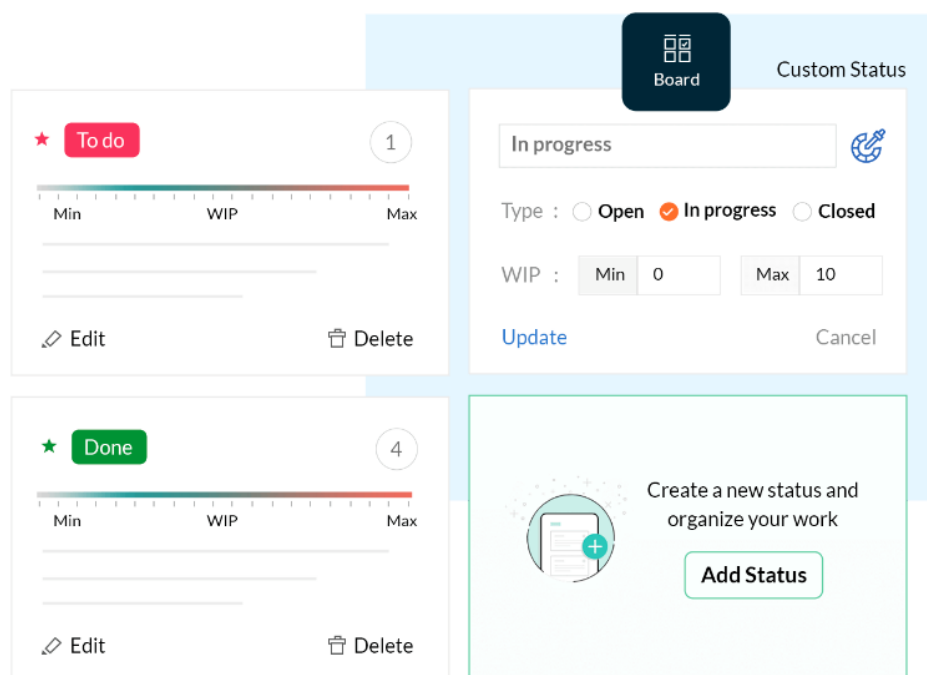 Board
Custom Status
To do
1
Min WIP Max
Edit Delete
In progress
Type : Open In progress Closed
WIP : Min 0 Max 10
Update Cancel
Done
4
Min WIP Max
Edit Delete
Create a new status and
organize your work
Add Status